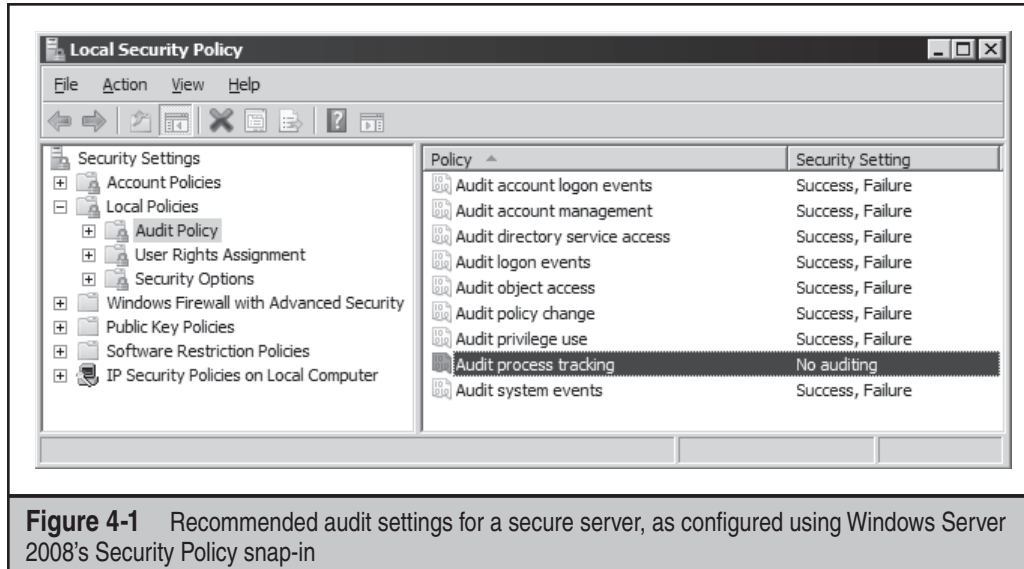 Local Security Policy
File Action View Help
Security Settings
Account Policies
Local Policies
Audit Policy
User Rights Assignment
Security Options
Windows Firewall with Advanced Security
Public Key Policies
Software Restriction Policies
IP Security Policies on Local Computer
Policy Security Setting
Audit account logon events Success, Failure
Audit account management Success, Failure
Audit directory service access Success, Failure
Audit logon events Success, Failure
Audit object access Success, Failure
Audit policy change Success, Failure
Audit privilege use Success, Failure
Audit process tracking No auditing
Audit system events Success, Failure
Figure 4-1 Recommended audit settings for a secure server, as configured using Windows Server
2008's Security Policy snap-in